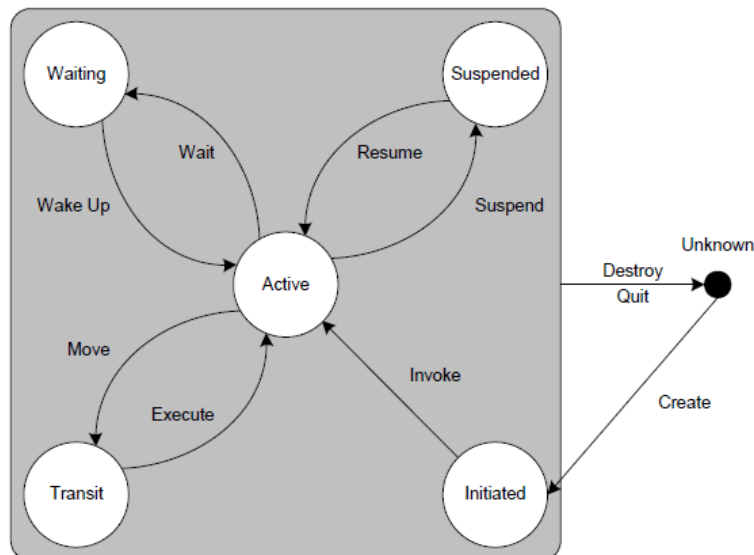 Waiting
Suspended
Wait
Resume
Wake Up
Suspend
Unknown
Active
Destroy
Quit
Move
Invoke
Execute
Create
Transit
Initiated